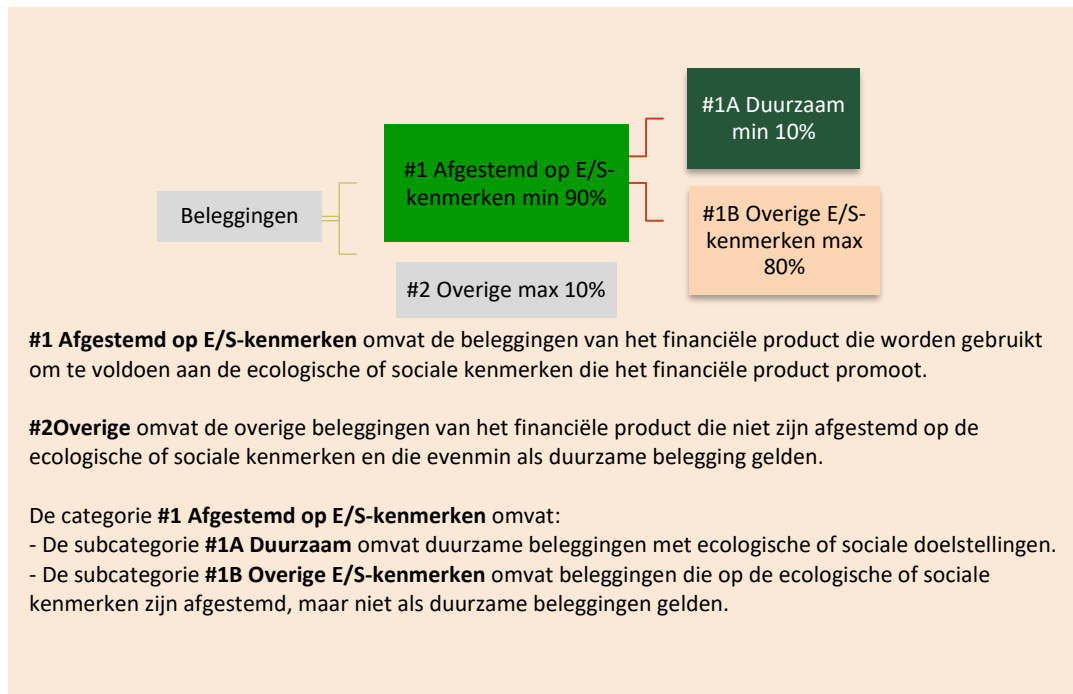 #1A Duurzaam
min 10%
#1 Afgestemd op E/S-
kenmerken min 90%
Beleggingen
#1B Overige E/S-
kenmerken max
80%
#2 Overige max 10%
#1 Afgestemd op E/S-kenmerken omvat de beleggingen van het financiële product die worden gebruikt
om te voldoen aan de ecologische of sociale kenmerken die het financiële product promoot.
#2Overige omvat de overige beleggingen van het financiële product die niet zijn afgestemd op de
ecologische of sociale kenmerken en die evenmin als duurzame belegging gelden.
De categorie #1 Afgestemd op E/S-kenmerken omvat:
- De subcategorie #1A Duurzaam omvat duurzame beleggingen met ecologische of sociale doelstellingen.
- De subcategorie #1B Overige E/S-kenmerken omvat beleggingen die op de ecologische of sociale
kenmerken zijn afgestemd, maar niet als duurzame beleggingen gelden.